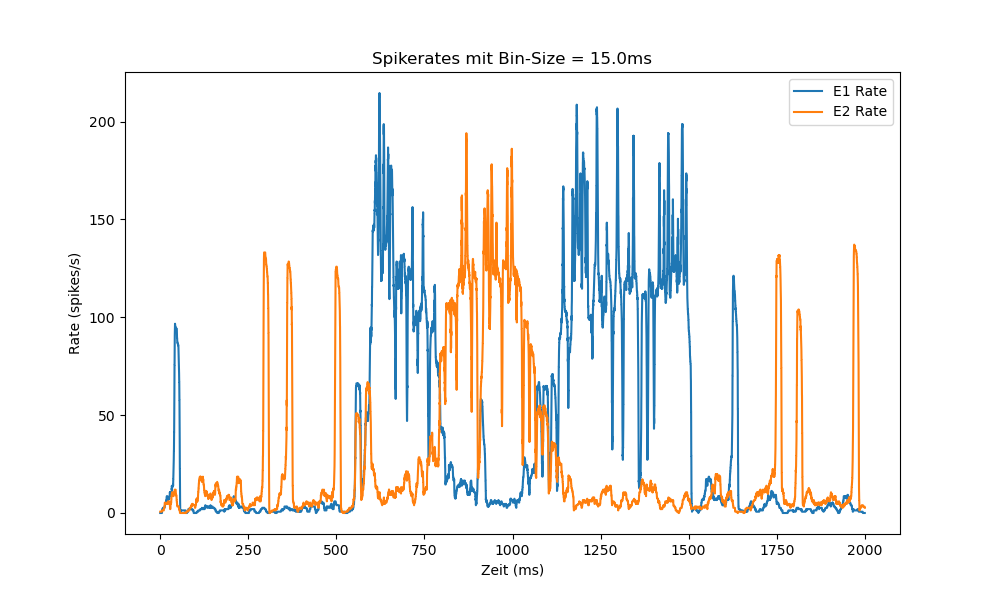 Spikerates mit Bin-Size = 15.0ms
E1 Rate
E2 Rate
Rate (spikes/s)
200
150
100
50
0
0 250 500 750 1000 1250 1500 1750 2000
Zeit (ms)